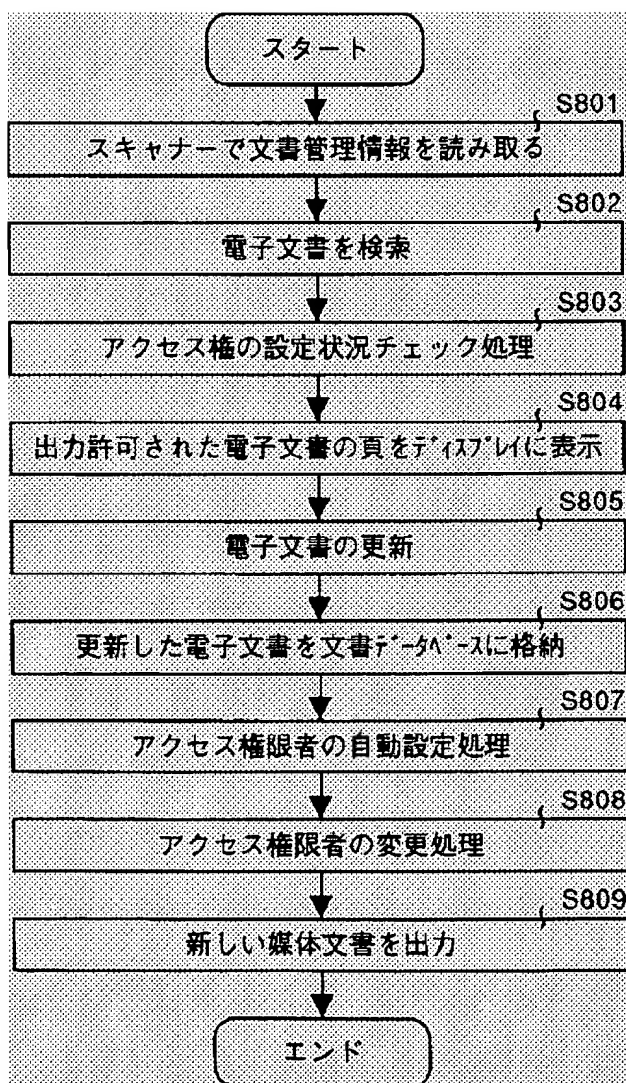 スタート
S801
スキャナーで文書管理情報を読み取る
S802
電子文書を検索
S803
アクセス権の設定状況チェック処理
S804
出力許可された電子文書の頁をﾃﾞｨｽﾌﾟﾚｲに表示
S805
電子文書の更新
S806
更新した電子文書を文書ﾃﾞｰﾀﾍﾞｰｽに格納
S807
アクセス権限者の自動設定処理
S808
アクセス権限者の変更処理
S809
新しい媒体文書を出力
エンド